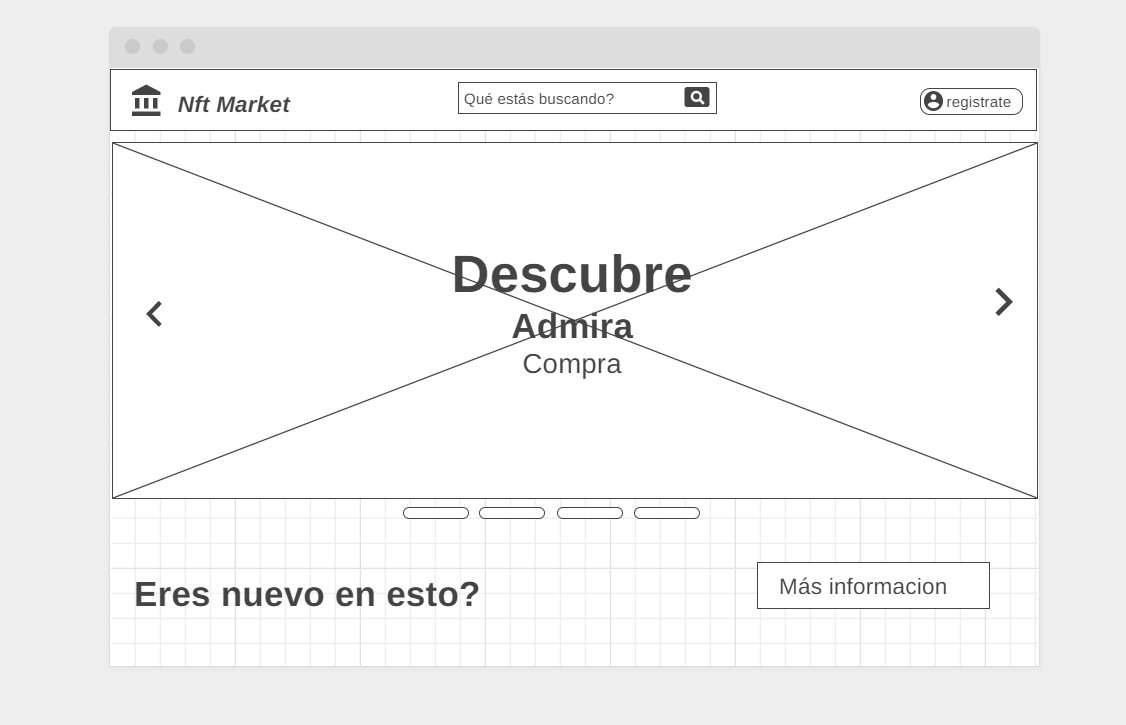 Nft Market
Qué estás buscando?
registrate
Descubre
Admira
Compra
Eres nuevo en esto?
Más informacion